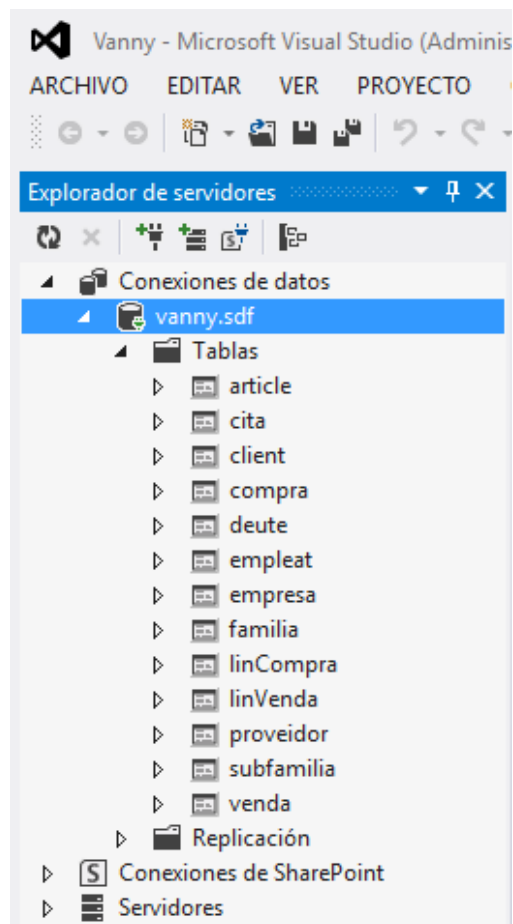 Vanny - Microsoft Visual Studio (Adminis
ARCHIVO EDITAR VER PROYECTO
Explorador de servidores
Conexiones de datos
vanny.sdf
Tablas
article
cita
client
compra
deute
empleat
empresa
familia
linCompra
linVenda
proveidor
subfamilia
venda
Replicación
S Conexiones de SharePoint
Servidores